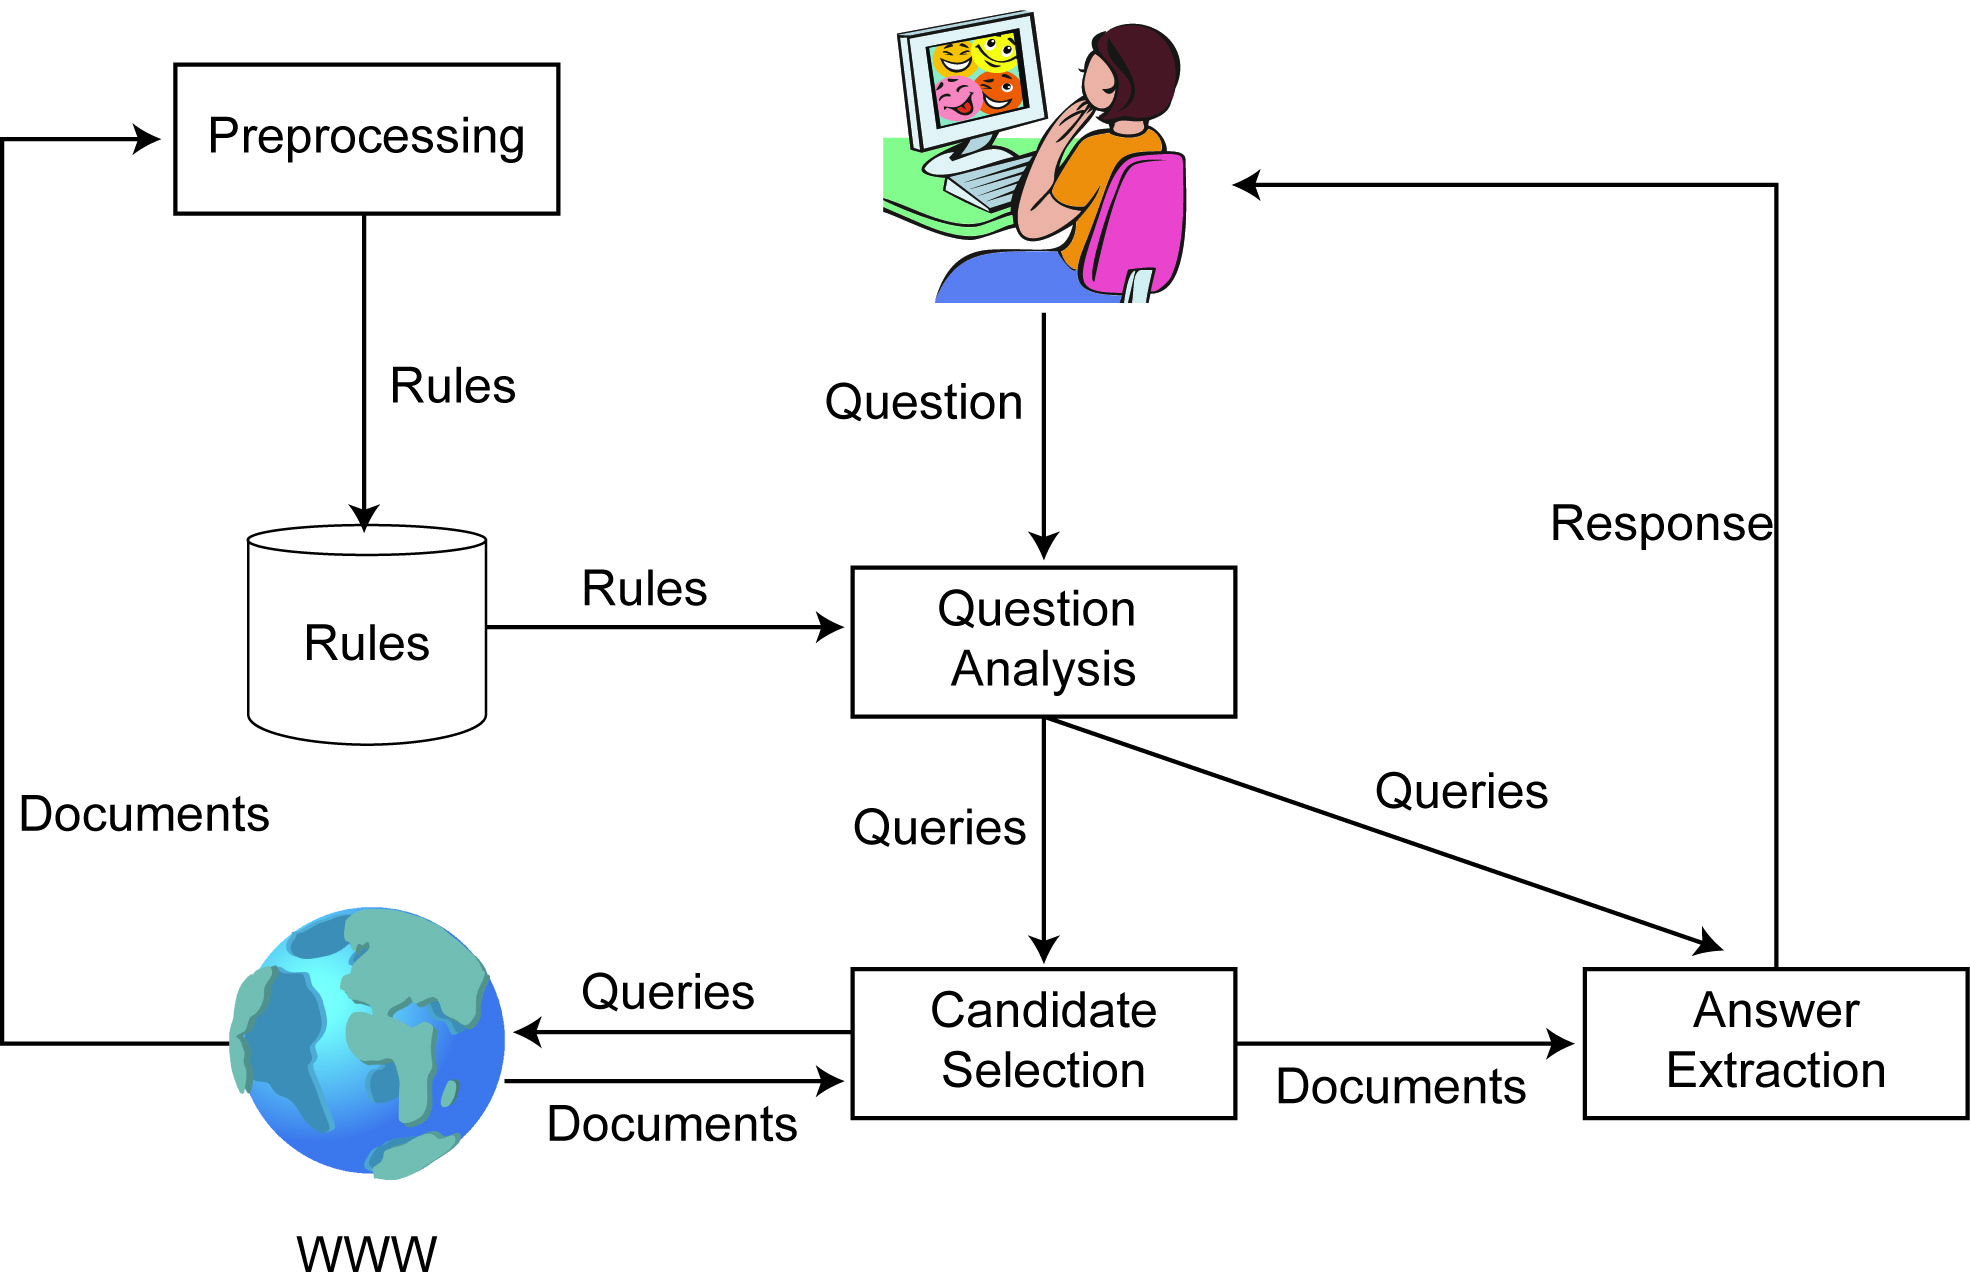 Preprocessing
Rules
Question
Response
Rules
Rules
Question
Analysis
Documents
Queries
Queries
Queries
Candidate
Selection
Answer
Extraction
Documents
Documents
WWW